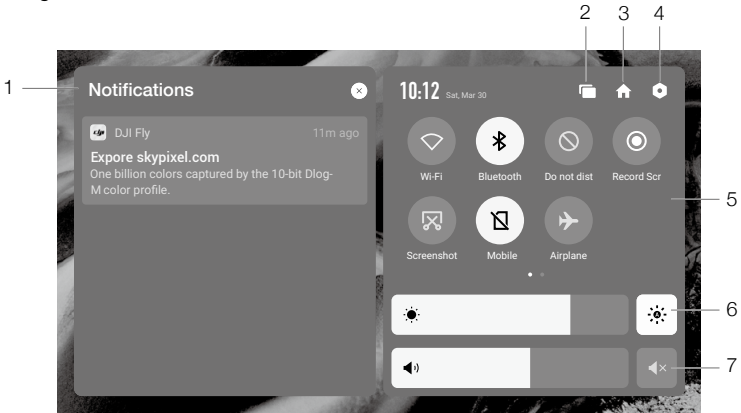 2 3 4
1
Notifications
10:12 Sat, Mar 30
DJI Fly 11m ago
Expore skypixel.com
One billion colors captured by the 10-bit Dlog-
M color profile.
Wi-Fi Bluetooth Do not dist Record Scr
5
Screenshot Mobile Airplane
6
7